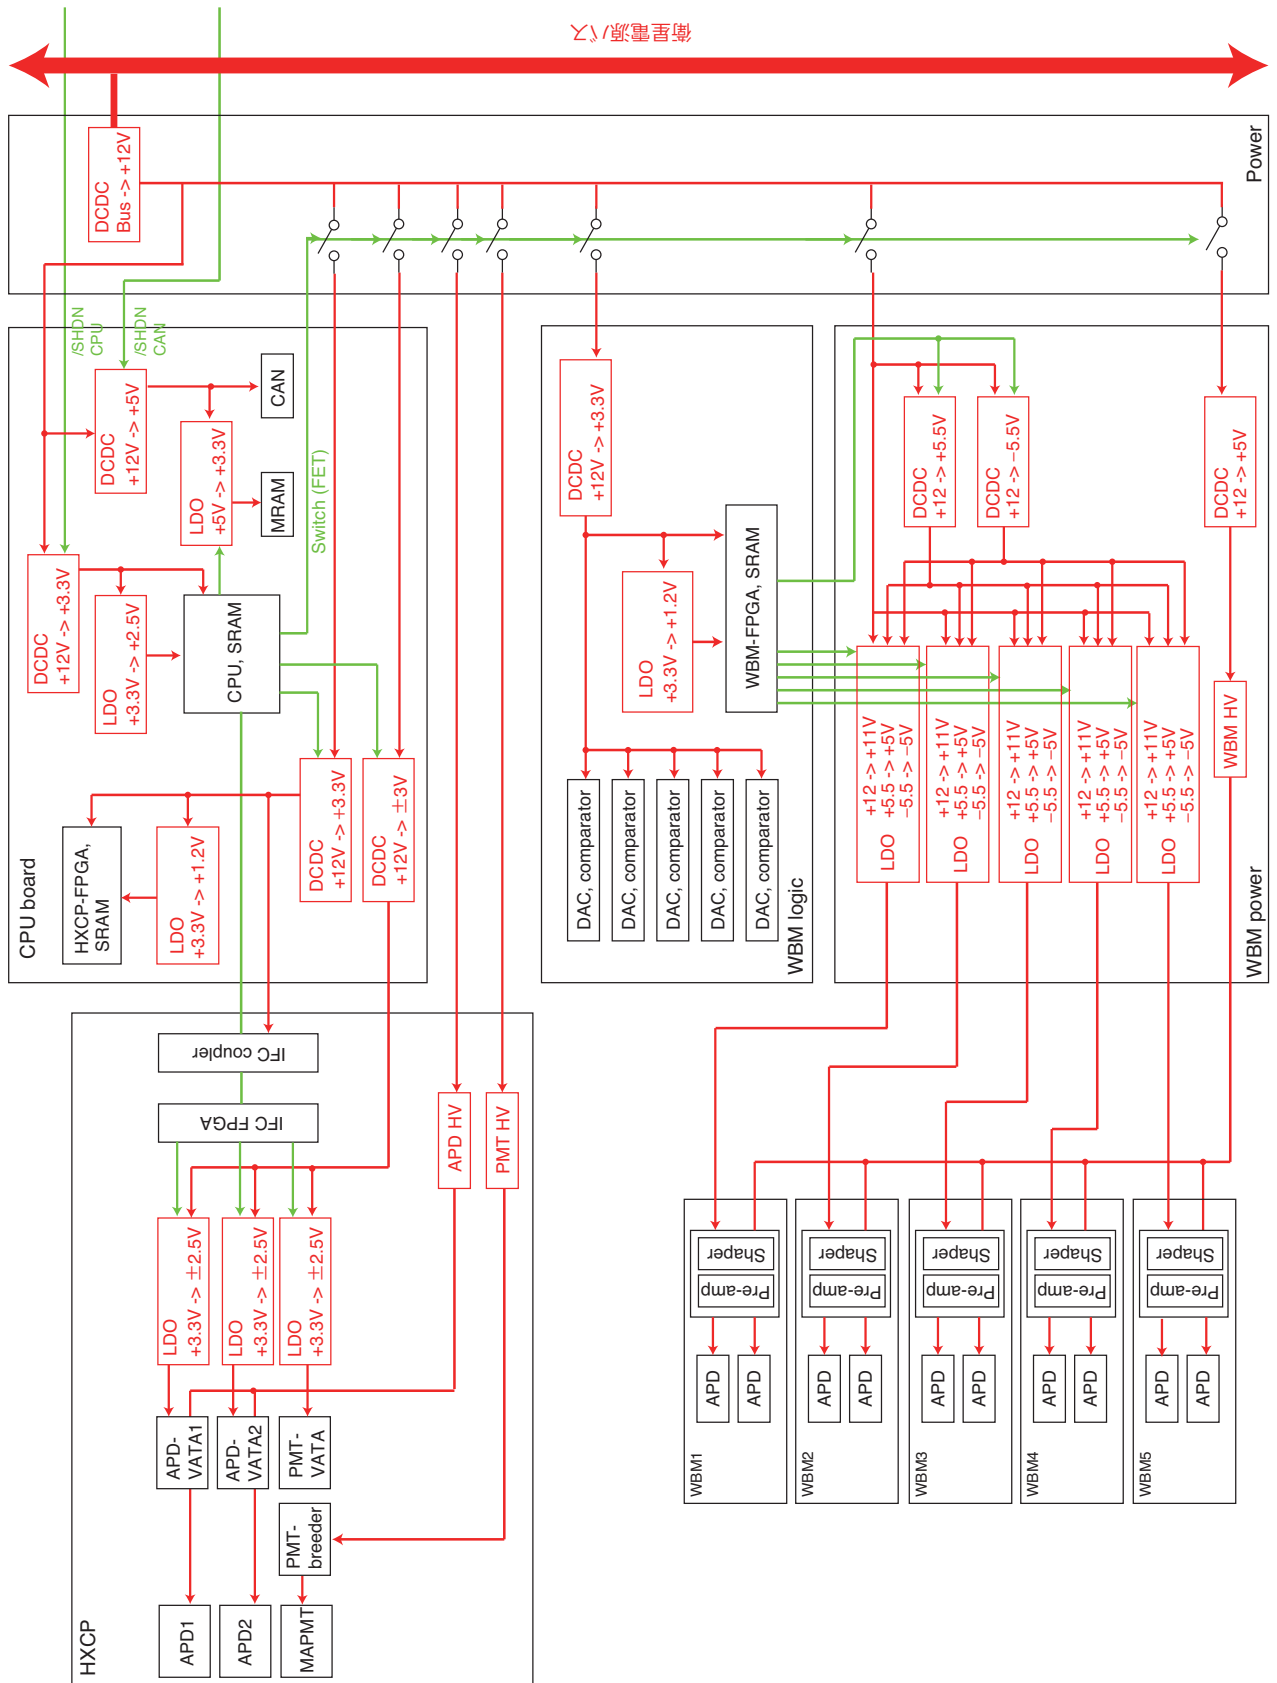 衛星電源バス
Power
DCDC
Bus -> +12V
/SHDN
CPU
/SHDN
CAN
CPU board
DCDC
+12V -> +3.3V
LDO
+3.3V -> +2.5V
DCDC
+12V -> +5V
LDO
+5V -> +3.3V
CAN
MRAM
CPU, SRAM
Switch (FET)
HXCP-FPGA,
SRAM
LDO
+3.3V -> +1.2V
DCDC
+12V -> +3.3V
DCDC
+12V -> ±3V
WBM logic
DCDC
+12V -> +3.3V
LDO
+3.3V -> +1.2V
WBM-FPGA, SRAM
DAC, comparator
DAC, comparator
DAC, comparator
DAC, comparator
DAC, comparator
WBM power
DCDC
+12 -> +5.5V
DCDC
+12 -> −5.5V
DCDC
+12 -> +5V
WBM HV
+12 -> +11V
LDO +5.5 -> +5V
−5.5 -> −5V
+12 -> +11V
LDO +5.5 -> +5V
−5.5 -> −5V
+12 -> +11V
LDO +5.5 -> +5V
−5.5 -> −5V
+12 -> +11V
LDO +5.5 -> +5V
−5.5 -> −5V
+12 -> +11V
LDO +5.5 -> +5V
−5.5 -> −5V
HXCP
IFC coupler
IFC FPGA
APD HV
PMT HV
LDO
+3.3V -> ±2.5V
LDO
+3.3V -> ±2.5V
LDO
+3.3V -> ±2.5V
APD-
VATA1
APD-
VATA2
PMT-
VATA
PMT-
breeder
APD1
APD2
MAPMT
WBM1
Shaper
Pre-amp
APD
APD
WBM2
Shaper
Pre-amp
APD
APD
WBM3
Shaper
Pre-amp
APD
APD
WBM4
Shaper
Pre-amp
APD
APD
WBM5
Shaper
Pre-amp
APD
APD